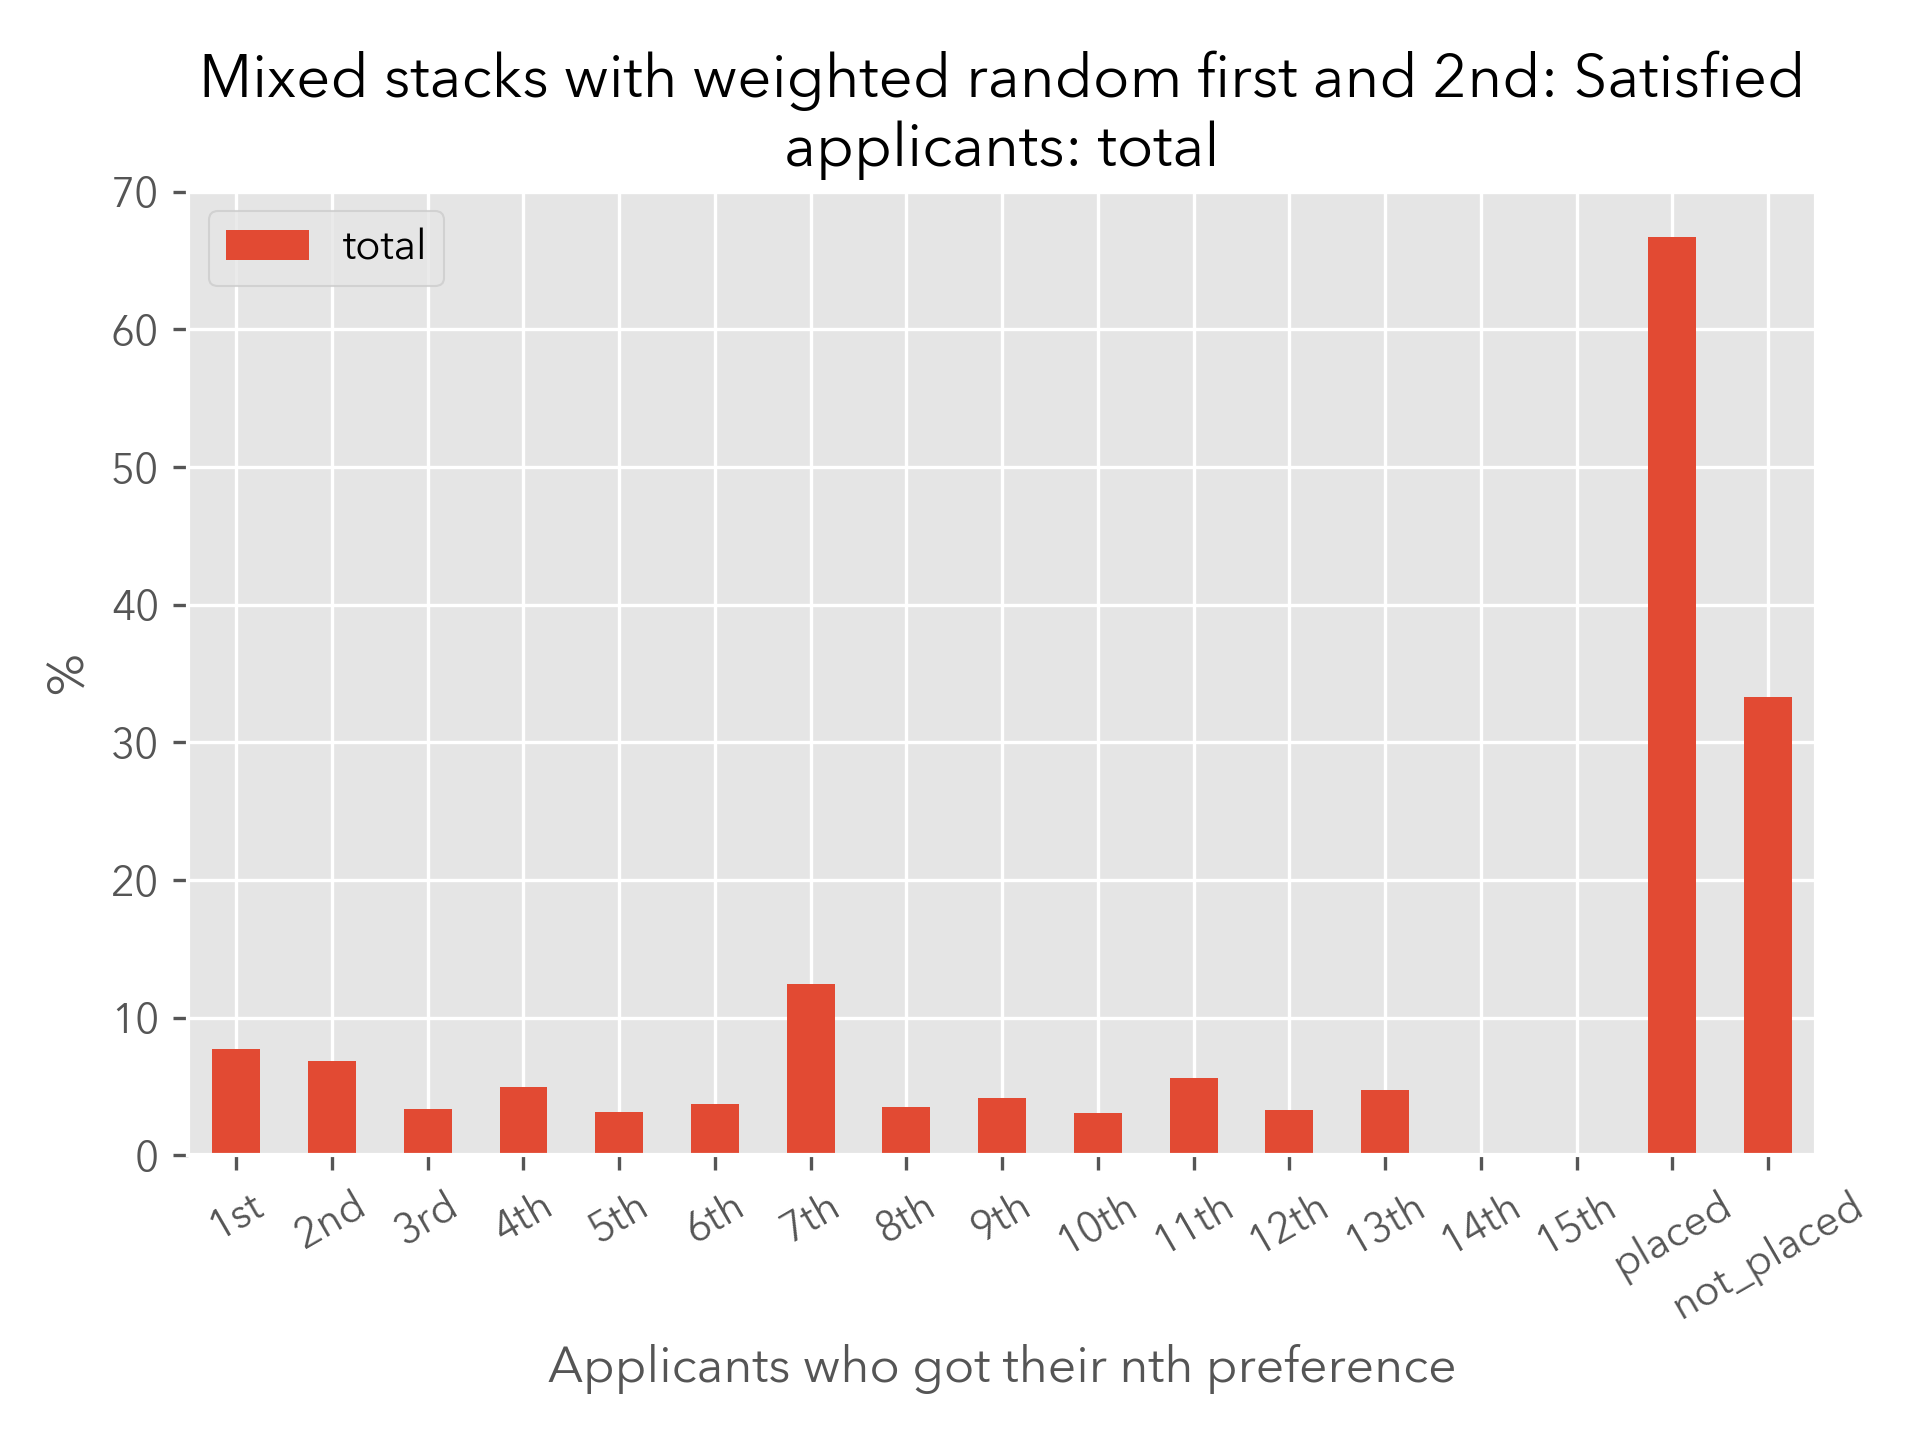 Mixed stacks with weighted random first and 2nd: Satisfied
applicants: total
total
70
60
50
40
30
20
10
0
%
1st 2nd 3rd 4th 5th 6th 7th 8th 9th 10th 11th 12th 13th 14th 15th placed not_placed
Applicants who got their nth preference